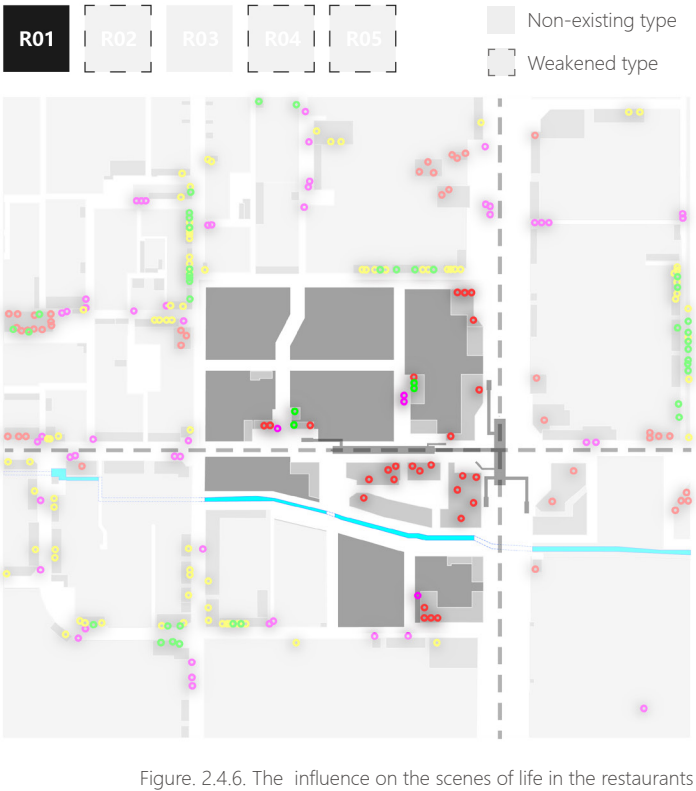 R01 R02 R03 R04 R05
Non-existing type
Weakened type
Figure. 2.4.6. The influence on the scenes of life in the restaurants